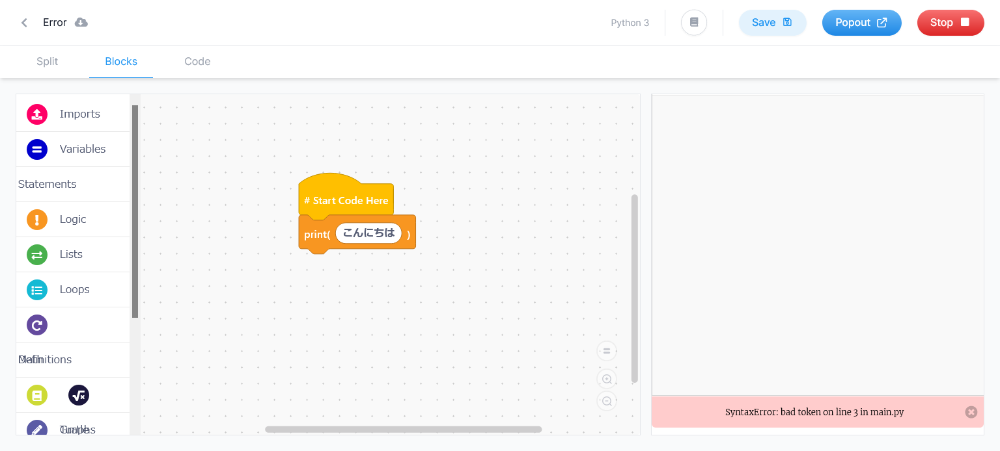 Error
Python 3
Save
Popout
Stop
Split
Blocks
Code
Imports
Variables
Statements
Logic
Lists
Loops
Definitions
Math
Graphs
Turtle
# Start Code Here
print( こんにちは )
SyntaxError: bad token on line 3 in main.py